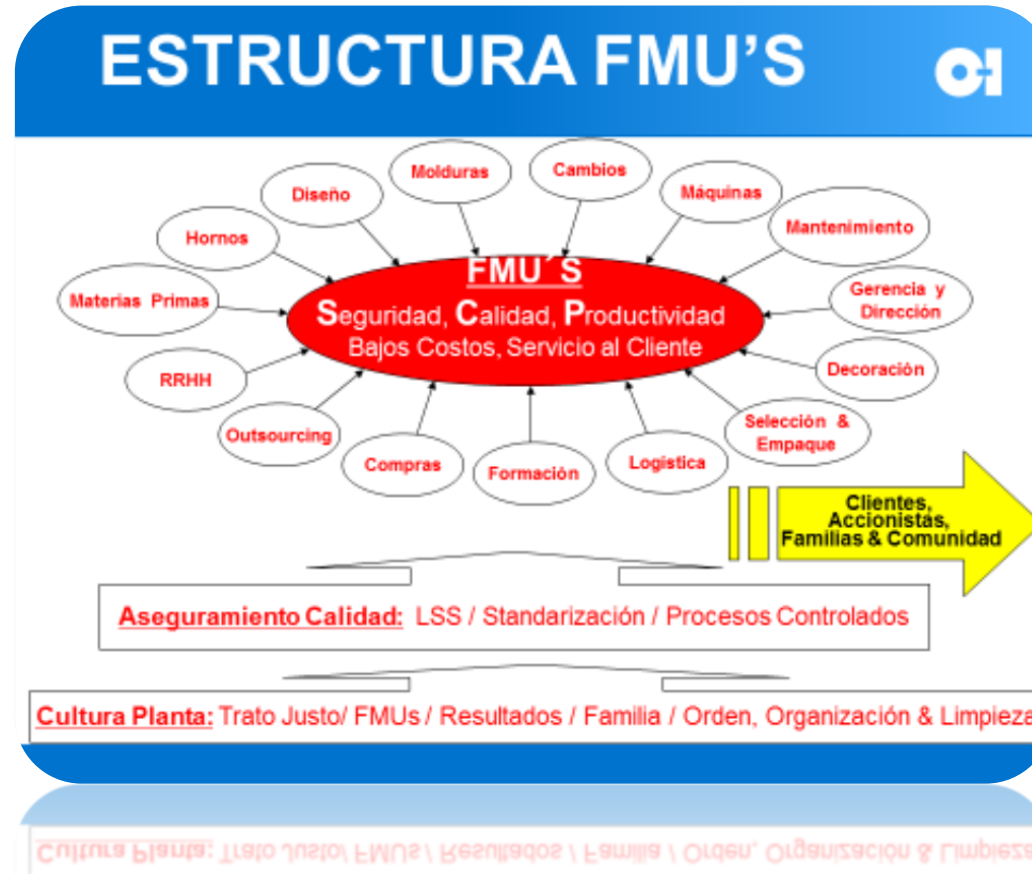 ESTRUCTURA FMU'S
O-I
Molduras
Cambios
Diseño
Máquinas
Hornos
Mantenimiento
Materias Primas
Gerencia y
Dirección
RRHH
Decoración
Outsourcing
Selección &
Empaque
Compras
Formación
Logística
FMU´S
Seguridad, Calidad, Productividad
Bajos Costos, Servicio al Cliente
Clientes,
Accionistas,
Familias & Comunidad
Aseguramiento Calidad: LSS / Standarización / Procesos Controlados
Cultura Planta: Trato Justo/ FMUs / Resultados / Familia / Orden, Organización & Limpieza